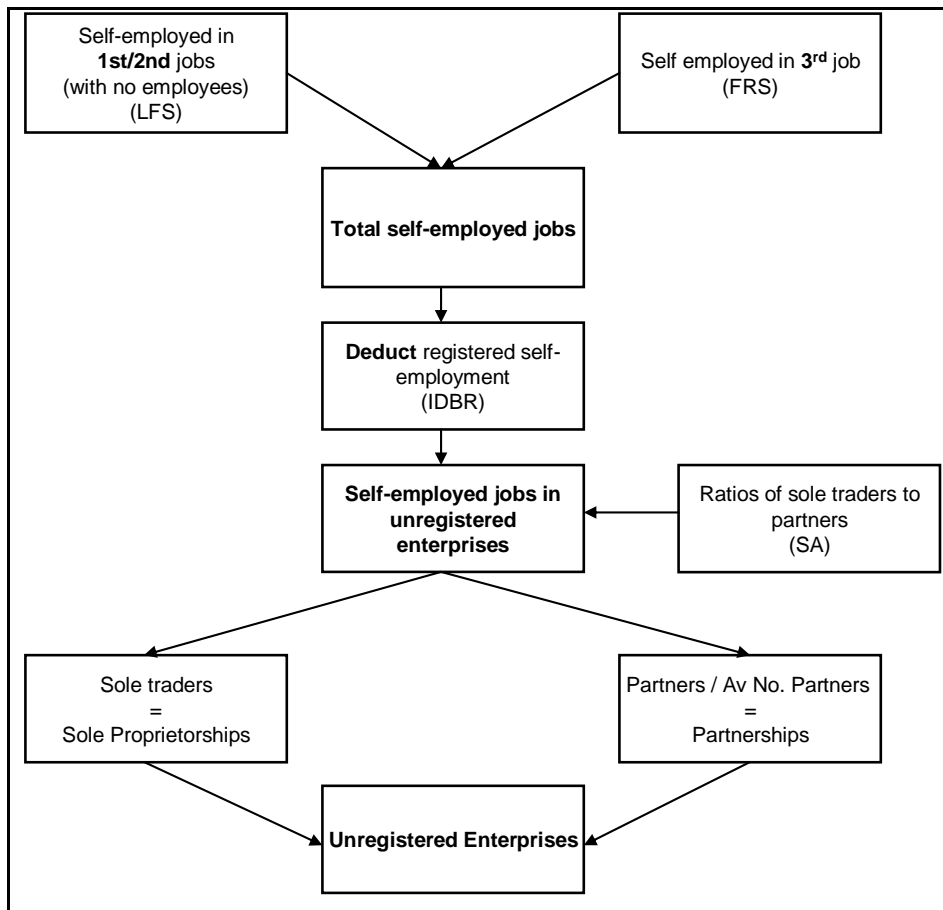 Self-employed in
1st/2nd jobs
(with no employees)
(LFS)
Self employed in 3rd job
(FRS)
Total self-employed jobs
Deduct registered self-
employment
(IDBR)
Self-employed jobs in
unregistered
enterprises
Ratios of sole traders to
partners
(SA)
Sole traders
=
Sole Proprietorships
Partners / Av No. Partners
=
Partnerships
Unregistered Enterprises